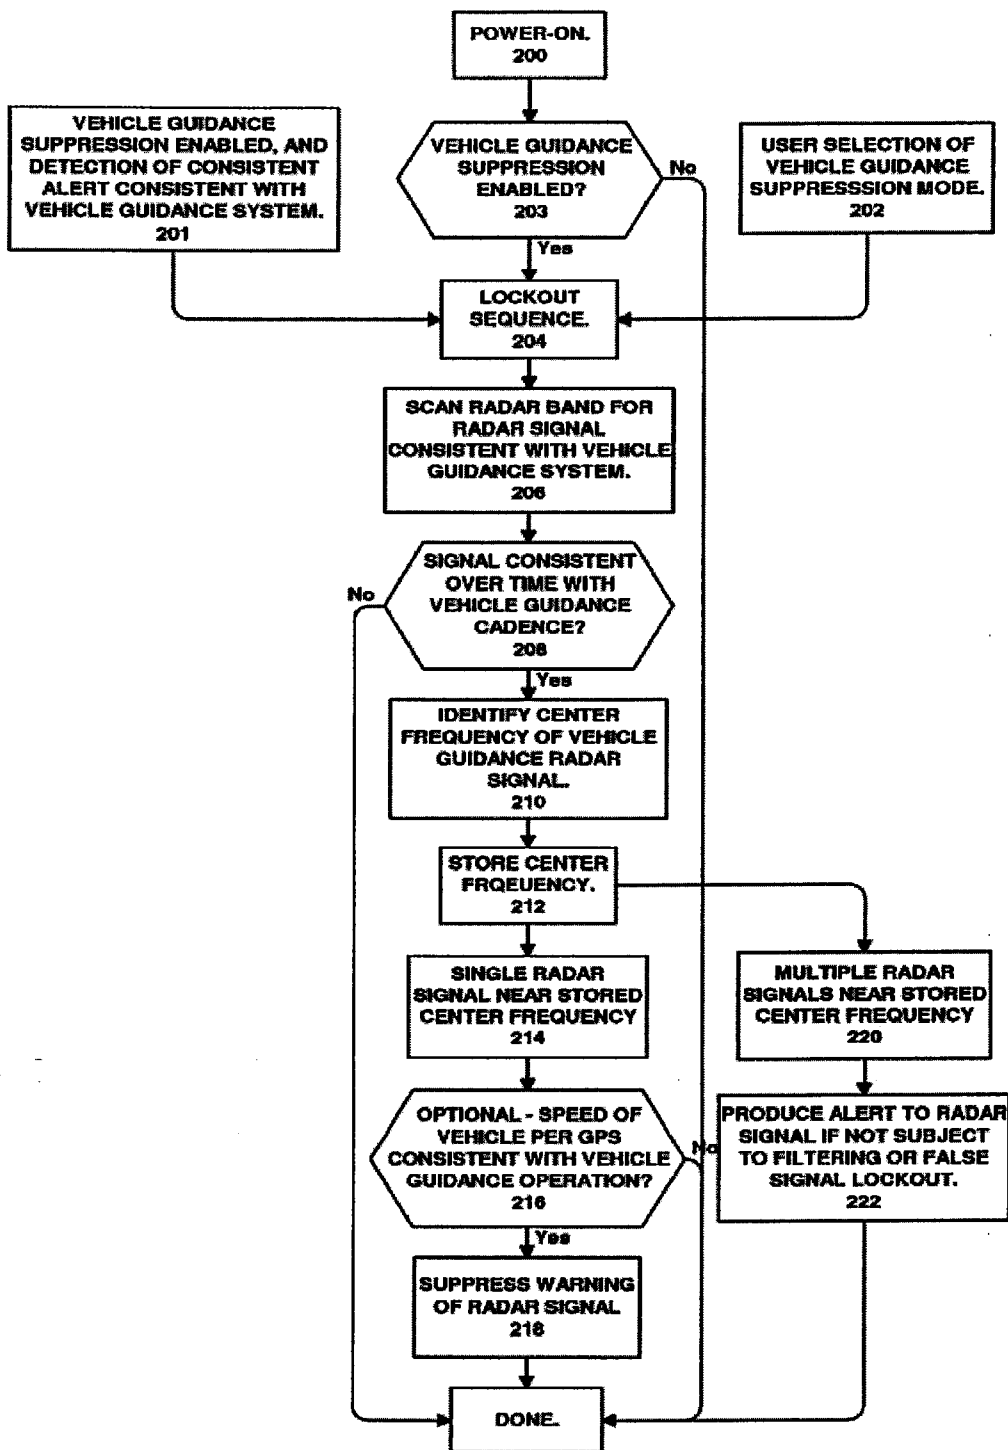 POWER-ON.
200
VEHICLE GUIDANCE
SUPPRESSION ENABLED, AND
DETECTION OF CONSISTENT
ALERT CONSISTENT WITH
VEHICLE GUIDANCE SYSTEM.
201
VEHICLE GUIDANCE
SUPPRESSION
ENABLED?
203
No
USER SELECTION OF
VEHICLE GUIDANCE
SUPPRESSSION MODE.
202
Yes
LOCKOUT
SEQUENCE.
204
SCAN RADAR BAND FOR
RADAR SIGNAL
CONSISTENT WITH VEHICLE
GUIDANCE SYSTEM.
206
SIGNAL CONSISTENT
OVER TIME WITH
VEHICLE GUIDANCE
CADENCE?
208
No
Yes
IDENTIFY CENTER
FREQUENCY OF VEHICLE
GUIDANCE RADAR
SIGNAL.
210
STORE CENTER
FRQEUENCY.
212
SINGLE RADAR
SIGNAL NEAR STORED
CENTER FREQUENCY
214
MULTIPLE RADAR
SIGNALS NEAR STORED
CENTER FREQUENCY
220
OPTIONAL - SPEED OF
VEHICLE PER GPS
CONSISTENT WITH VEHICLE
GUIDANCE OPERATION?
216
No
PRODUCE ALERT TO RADAR
SIGNAL IF NOT SUBJECT
TO FILTERING OR FALSE
SIGNAL LOCKOUT.
222
Yes
SUPPRESS WARNING
OF RADAR SIGNAL
218
DONE.